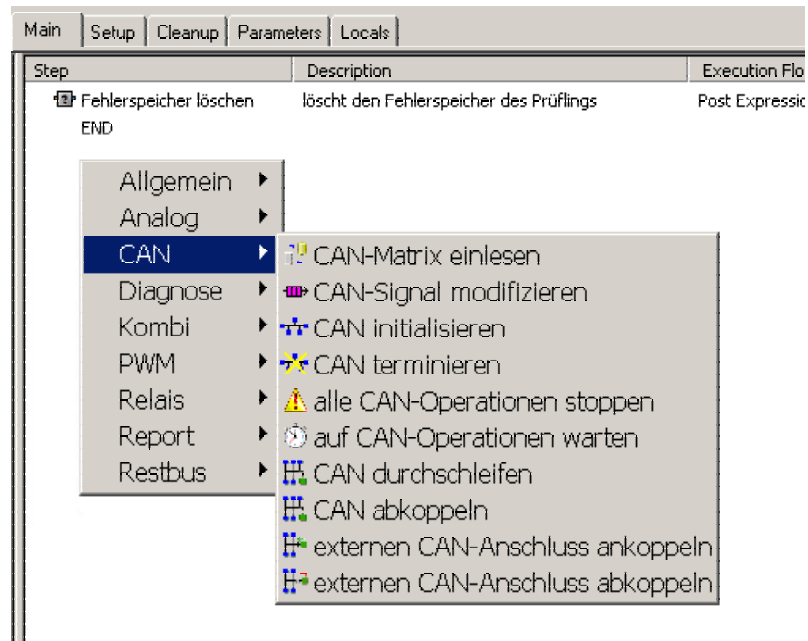 Main Setup Cleanup Parameters Locals
Step Description Execution Flo
Fehlerspeicher löschen löscht den Fehlerspeicher des Prüflings Post Expressio
END
Allgemein
Analog
CAN
Diagnose
Kombi
PWM
Relais
Report
Restbus
CAN-Matrix einlesen
CAN-Signal modifizieren
CAN initialisieren
CAN terminieren
alle CAN-Operationen stoppen
auf CAN-Operationen warten
CAN durchschleifen
CAN abkoppeln
externen CAN-Anschluss ankoppeln
externen CAN-Anschluss abkoppeln